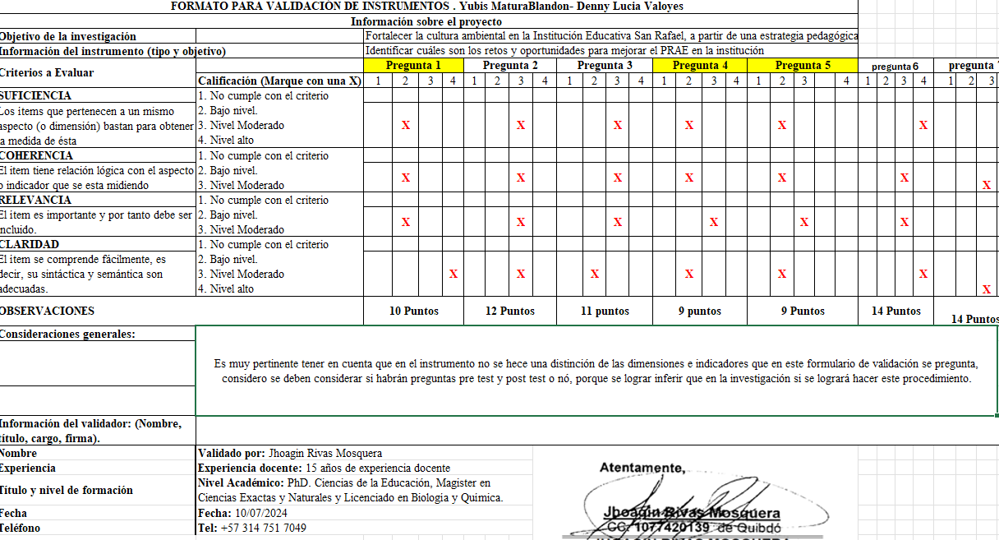 FORMATO PARA VALIDACIÓN DE INSTRUMENTOS . Yubis MaturaBlandon- Denny Lucia Valoyes
Información sobre el proyecto
Objetivo de la investigación
Fortalecer la cultura ambiental en la Institución Educativa San Rafael, a partir de una estrategia pedagógica
Información del instrumento (tipo y objetivo)
Identificar cuáles son los retos y oportunidades para mejorar el PRAE en la institución
Criterios a Evaluar
Pregunta 1 Pregunta 2 Pregunta 3 Pregunta 4 Pregunta 5 pregunta 6 pregunta
Calificación (Marque con una X) 1 2 3 4 1 2 3 4 1 2 3 4 1 2 3 4 1 2 3 4 1 2 3 4 1 2 3
SUFICIENCIA
Los items que pertenecen a un mismo
aspecto (o dimensión) bastan para obtener
la medida de ésta
1. No cumple con el criterio
2. Bajo nivel.
3. Nivel Moderado
4. Nivel alto
X X X X X X
COHERENCIA
El item tiene relación lógica con el aspecto
o indicador que se esta midiendo
1. No cumple con el criterio
2. Bajo nivel.
3. Nivel Moderado
X X X X X X X
RELEVANCIA
El item es importante y por tanto debe ser
incluido.
1. No cumple con el criterio
2. Bajo nivel.
3. Nivel Moderado
X X X X X X
CLARIDAD
El item se comprende fácilmente, es
decir, su sintáctica y semántica son
adecuadas.
1. No cumple con el criterio
2. Bajo nivel.
3. Nivel Moderado
4. Nivel alto
X X X X X X X
OBSERVACIONES 10 Puntos 12 Puntos 11 puntos 9 puntos 9 Puntos 14 Puntos 14 Puntos
Consideraciones generales:
Es muy pertinente tener en cuenta que en el instrumento no se hece una distinción de las dimensiones e indicadores que en este formulario de validación se pregunta,
considero se deben considerar si habrán preguntas pre test y post test o nó, porque se lograr inferir que en la investigación si se logrará hacer este procedimiento.
Información del validador: (Nombre,
título, cargo, firma).
Nombre
Validado por: Jhoagin Rivas Mosquera
Experiencia
Experiencia docente: 15 años de experiencia docente
Título y nivel de formación
Nivel Académico: PhD. Ciencias de la Educación, Magister en
Ciencias Exactas y Naturales y Licenciado en Biología y Química.
Fecha
Fecha: 10/07/2024
Teléfono
Tel: +57 314 751 7049
Atentamente,
Jhoagin Rivas Mosquera
CC. 1077420139 de Quibdó